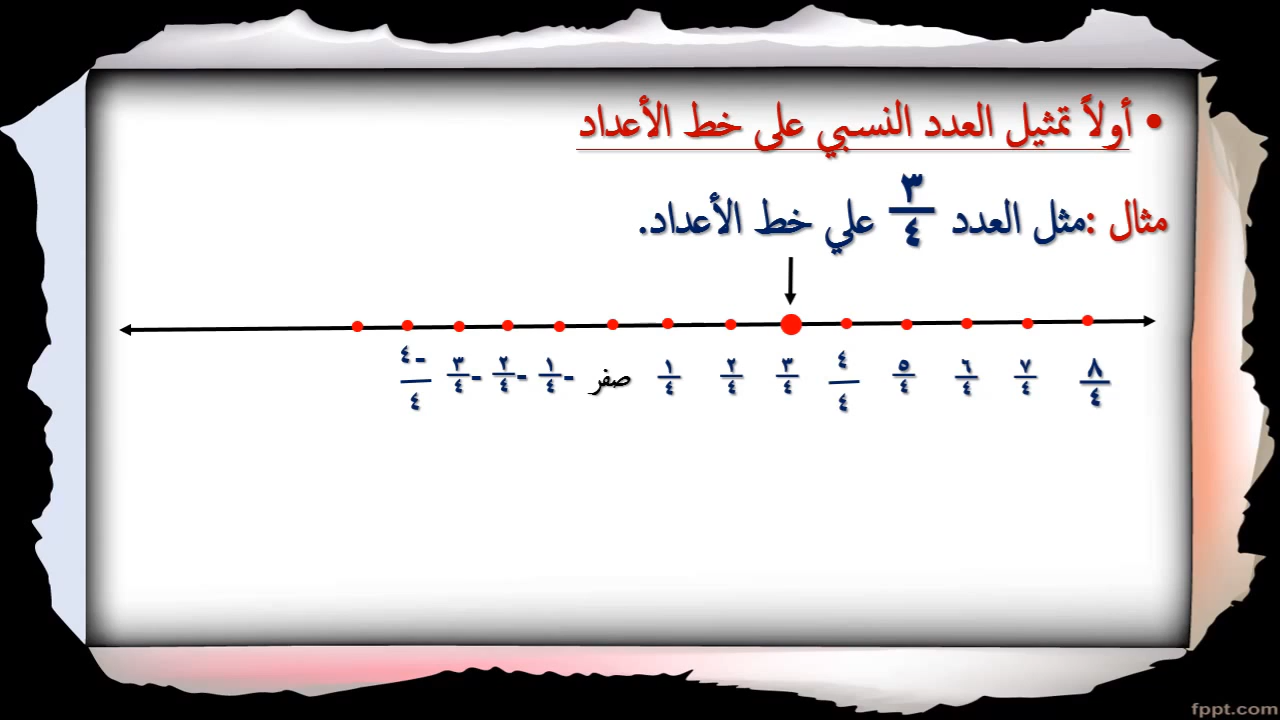 • أولاً تمثيل العدد النسبي على خط الأعداد
مثال :مثل العدد ٣/٤ علي خط الأعداد.
-٤/٤ -٣/٤ -٢/٤ -١/٤ صفر ١/٤ ٢/٤ ٣/٤ ٤/٤ ٥/٤ ٦/٤ ٧/٤ ٨/٤
fppt.com